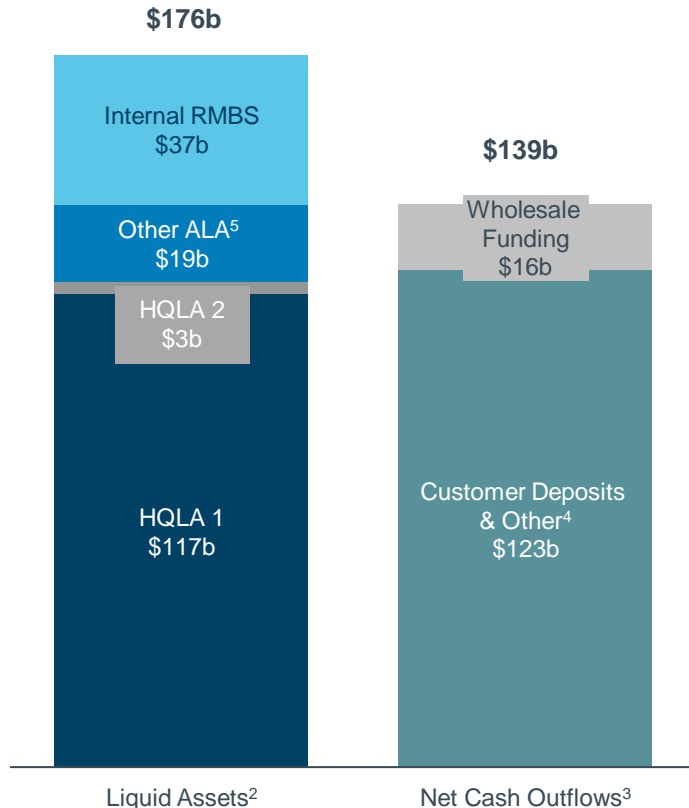 $176b
Internal RMBS
$37b
Other ALA⁵
$19b
HQLA 2
$3b
HQLA 1
$117b
Liquid Assets²
$139b
Wholesale
Funding
$16b
Customer Deposits
& Other⁴
$123b
Net Cash Outflows³